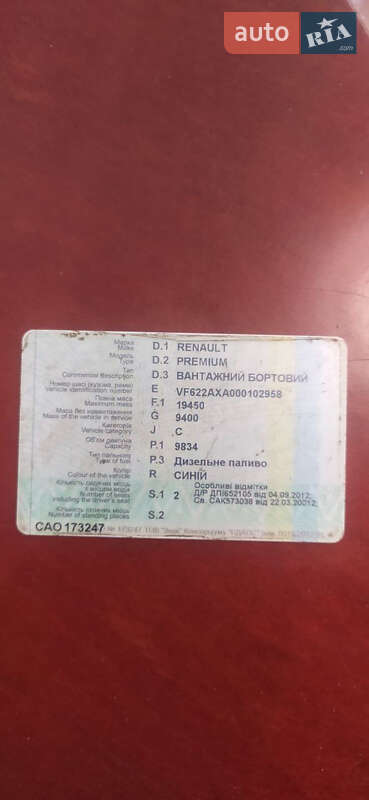 auto RIA .com
Марка D.1 RENAULT
Make
Модель D.2 PREMIUM
Type
Тип D.3 ВАНТАЖНИЙ БОРТОВИЙ
Commercial Description
Номер шасі (кузова, рами) E VF622AXA000102958
Vehicle identification number
Повна маса F.1 19450
Maximum mass
Маса без навантаження G 9400
Mass of the vehicle in service
Категорія J C
Vehicle category
Об'єм двигуна P.1 9834
Capacity
Тип пального P.3 Дизельне паливо
Type of fuel
Колір R СИНІЙ
Colour of the vehicle
Кількість сидячих місць Особливі відмітки
з місцем водія S.1 2 Д/Р ДПІ652105 від 04.09.2012;
Number of seats Св. САК573038 від 22.03.20012;
including the driver's seat
Кількість стоячих місць S.2
Number of standing places
САО 173247